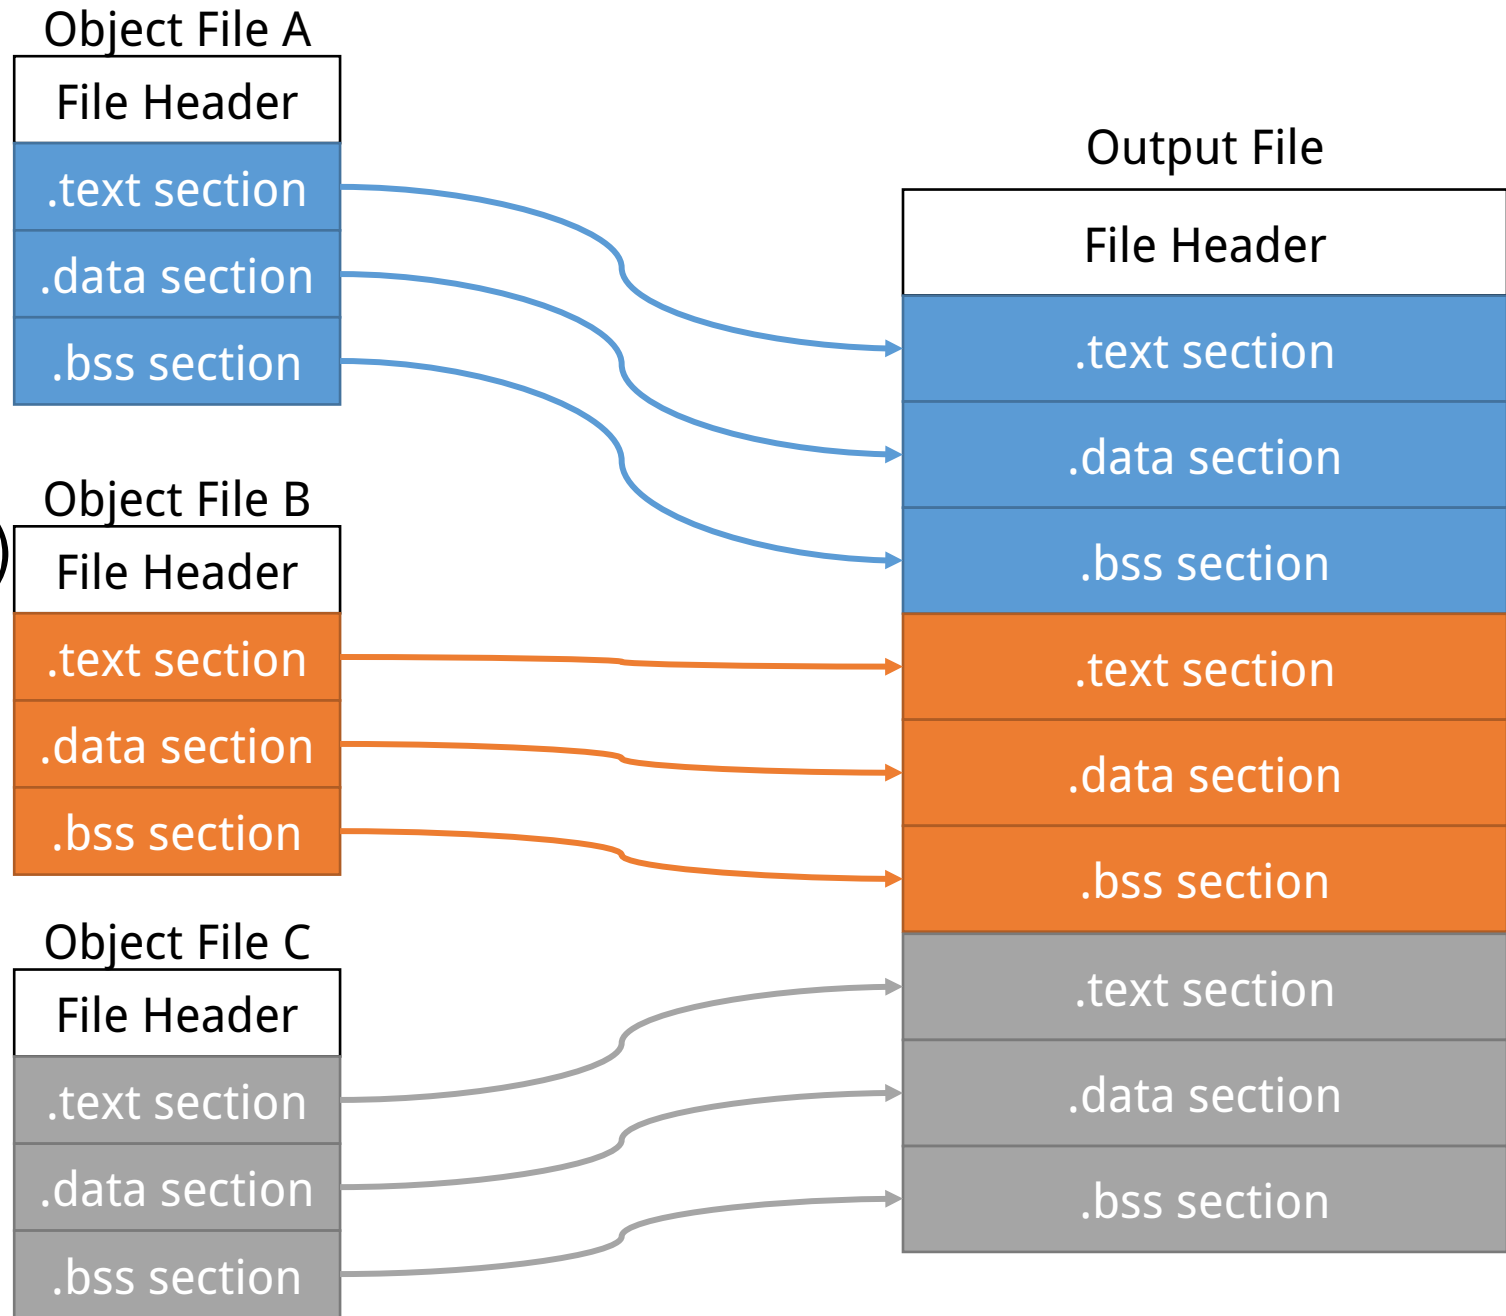 Object File A
File Header
.text section
.data section
.bss section
Object File B
File Header
.text section
.data section
.bss section
Object File C
File Header
.text section
.data section
.bss section
Output File
File Header
.text section
.data section
.bss section
.text section
.data section
.bss section
.text section
.data section
.bss section